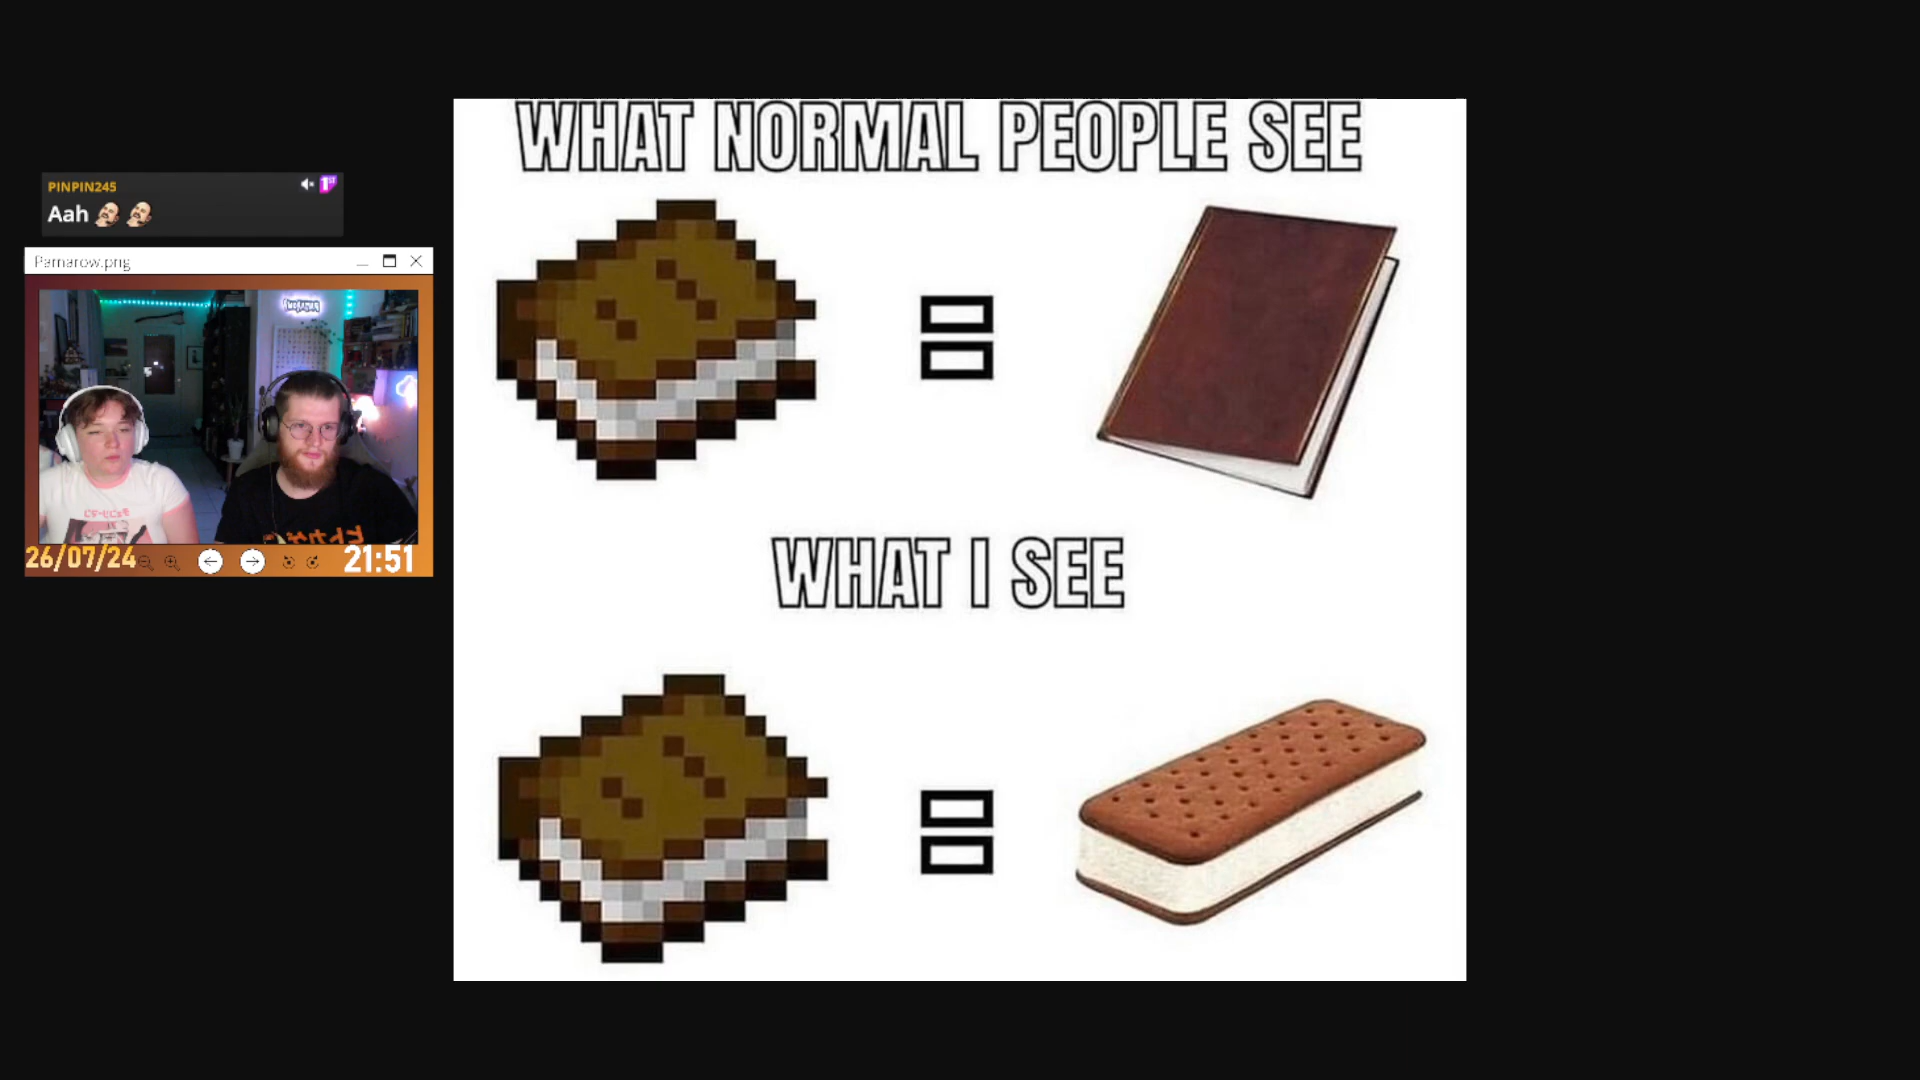 WHAT NORMAL PEOPLE SEE
PINPIN245
Aah
Pamarow.png
26/07/24
21:51
WHAT I SEE